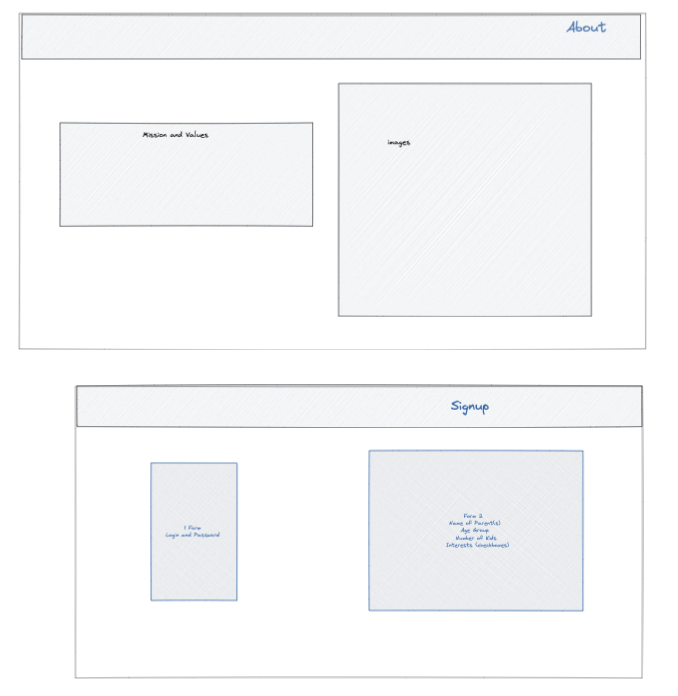 About
Mission and Values
images
Signup
1 Form
Login and Password
Form 2
Name of Parent(s)
Age Group
Number of Kids
Interests (checkboxes)